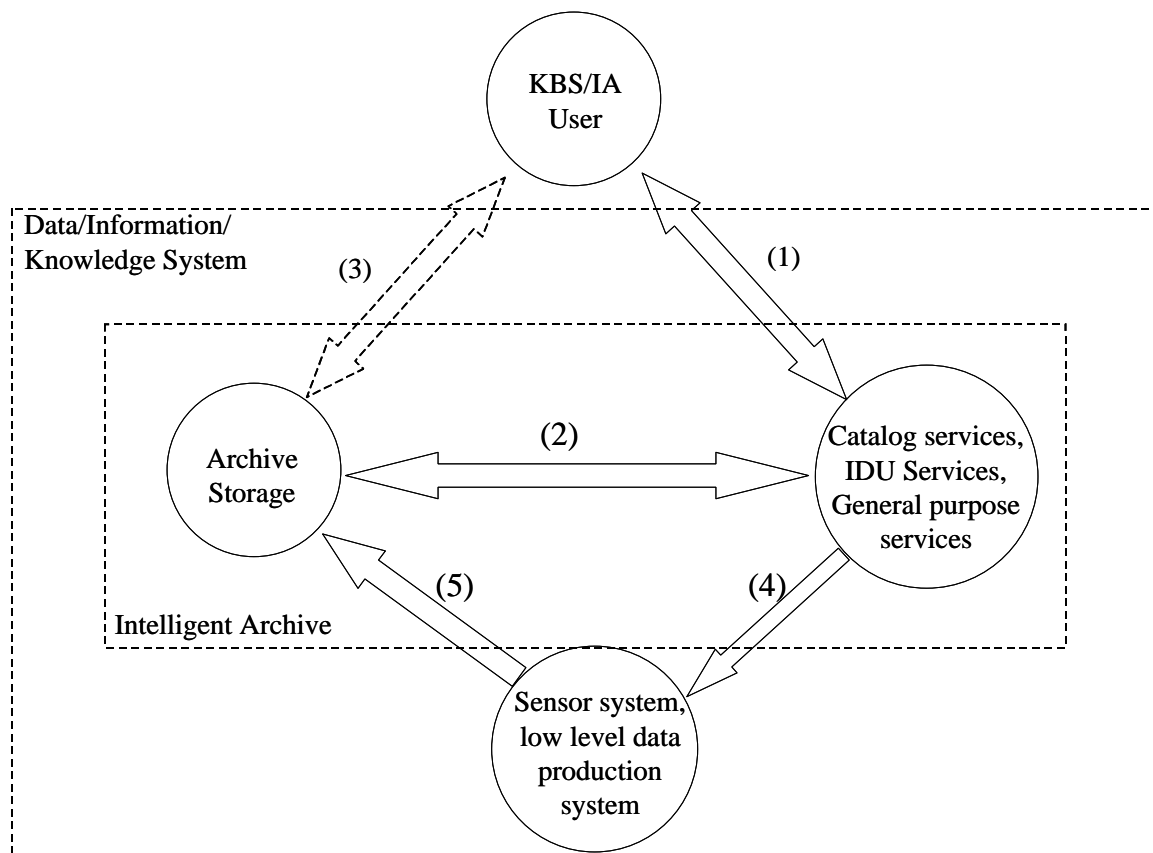 KBS/IA
User
Data/Information/
Knowledge System
(3)
(1)
Archive
Storage
(2)
Catalog services,
IDU Services,
General purpose
services
(5)
(4)
Intelligent Archive
Sensor system,
low level data
production
system